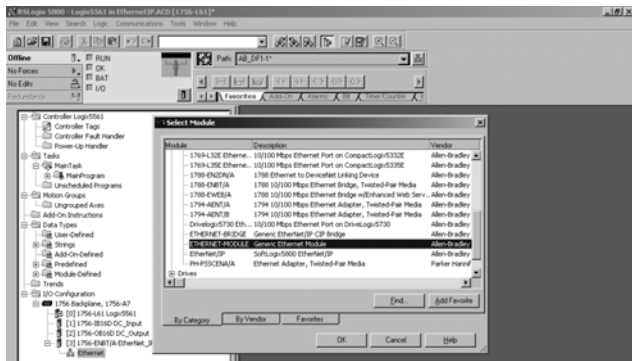 RSLogix 5000 - Logix5561 in EtherNetIP.ACD [1756-L61]*
File Edit View Search Logic Communications Tools Window Help
Offline
RUN
Path: AB_DF1-1*
No Forces
OK
No Edits
BAT
Redundancy
I/O
Favorites Add-On Alarms Bit Timer/Counter
Controller Logix5561
Controller Tags
Controller Fault Handler
Power-Up Handler
Tasks
MainTask
MainProgram
Unscheduled Programs
Motion Groups
Ungrouped Axes
Add-On Instructions
Data Types
User-Defined
Strings
Add-On-Defined
Predefined
Module-Defined
Trends
I/O Configuration
1756 Backplane, 1756-A7
[0] 1756-L61 Logix5561
[1] 1756-IB16D DC_Input
[2] 1756-OB16D DC_Output
[3] 1756-ENBT/A EtherNet_I
Ethernet
Select Module
Module Description Vendor
1769-L32E Etherne... 10/100 Mbps Ethernet Port on CompactLogix5332E Allen-Bradley
1769-L35E Etherne... 10/100 Mbps Ethernet Port on CompactLogix5335E Allen-Bradley
1788-EN2DN/A 1788 Ethernet to DeviceNet Linking Device Allen-Bradley
1788-ENBT/A 1788 10/100 Mbps Ethernet Bridge, Twisted-Pair Media Allen-Bradley
1788-EWEB/A 1788 10/100 Mbps Ethernet Bridge w/Enhanced Web Serv... Allen-Bradley
1794-AENT/A 1794 10/100 Mbps Ethernet Adapter, Twisted-Pair Media Allen-Bradley
1794-AENT/B 1794 10/100 Mbps Ethernet Adapter, Twisted-Pair Media Allen-Bradley
Drivelogix5730 Eth... 10/100 Mbps Ethernet Port on DriveLogix5730 Allen-Bradley
ETHERNET-BRIDGE Generic EtherNet/IP CIP Bridge Allen-Bradley
ETHERNET-MODULE Generic Ethernet Module Allen-Bradley
EtherNet/IP SoftLogix5800 EtherNet/IP Allen-Bradley
PH-PSSCENA/A Ethernet Adapter, Twisted-Pair Media Parker Hannif
Drives
Find... Add Favorite
By Category By Vendor Favorites
OK Cancel Help